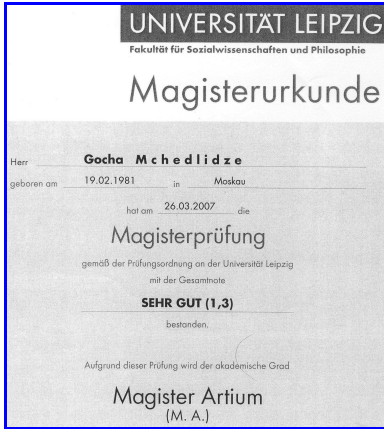 UNIVERSITÄT LEIPZIG
Fakultät für Sozialwissenschaften und Philosophie
Magisterurkunde
Herr Gocha Mchedlidze
geboren am 19.02.1981 in Moskau
hat am 26.03.2007 die
Magisterprüfung
gemäß der Prüfungsordnung an der Universität Leipzig
mit der Gesamtnote
SEHR GUT (1,3)
bestanden.
Aufgrund dieser Prüfung wird der akademische Grad
Magister Artium
(M. A.)